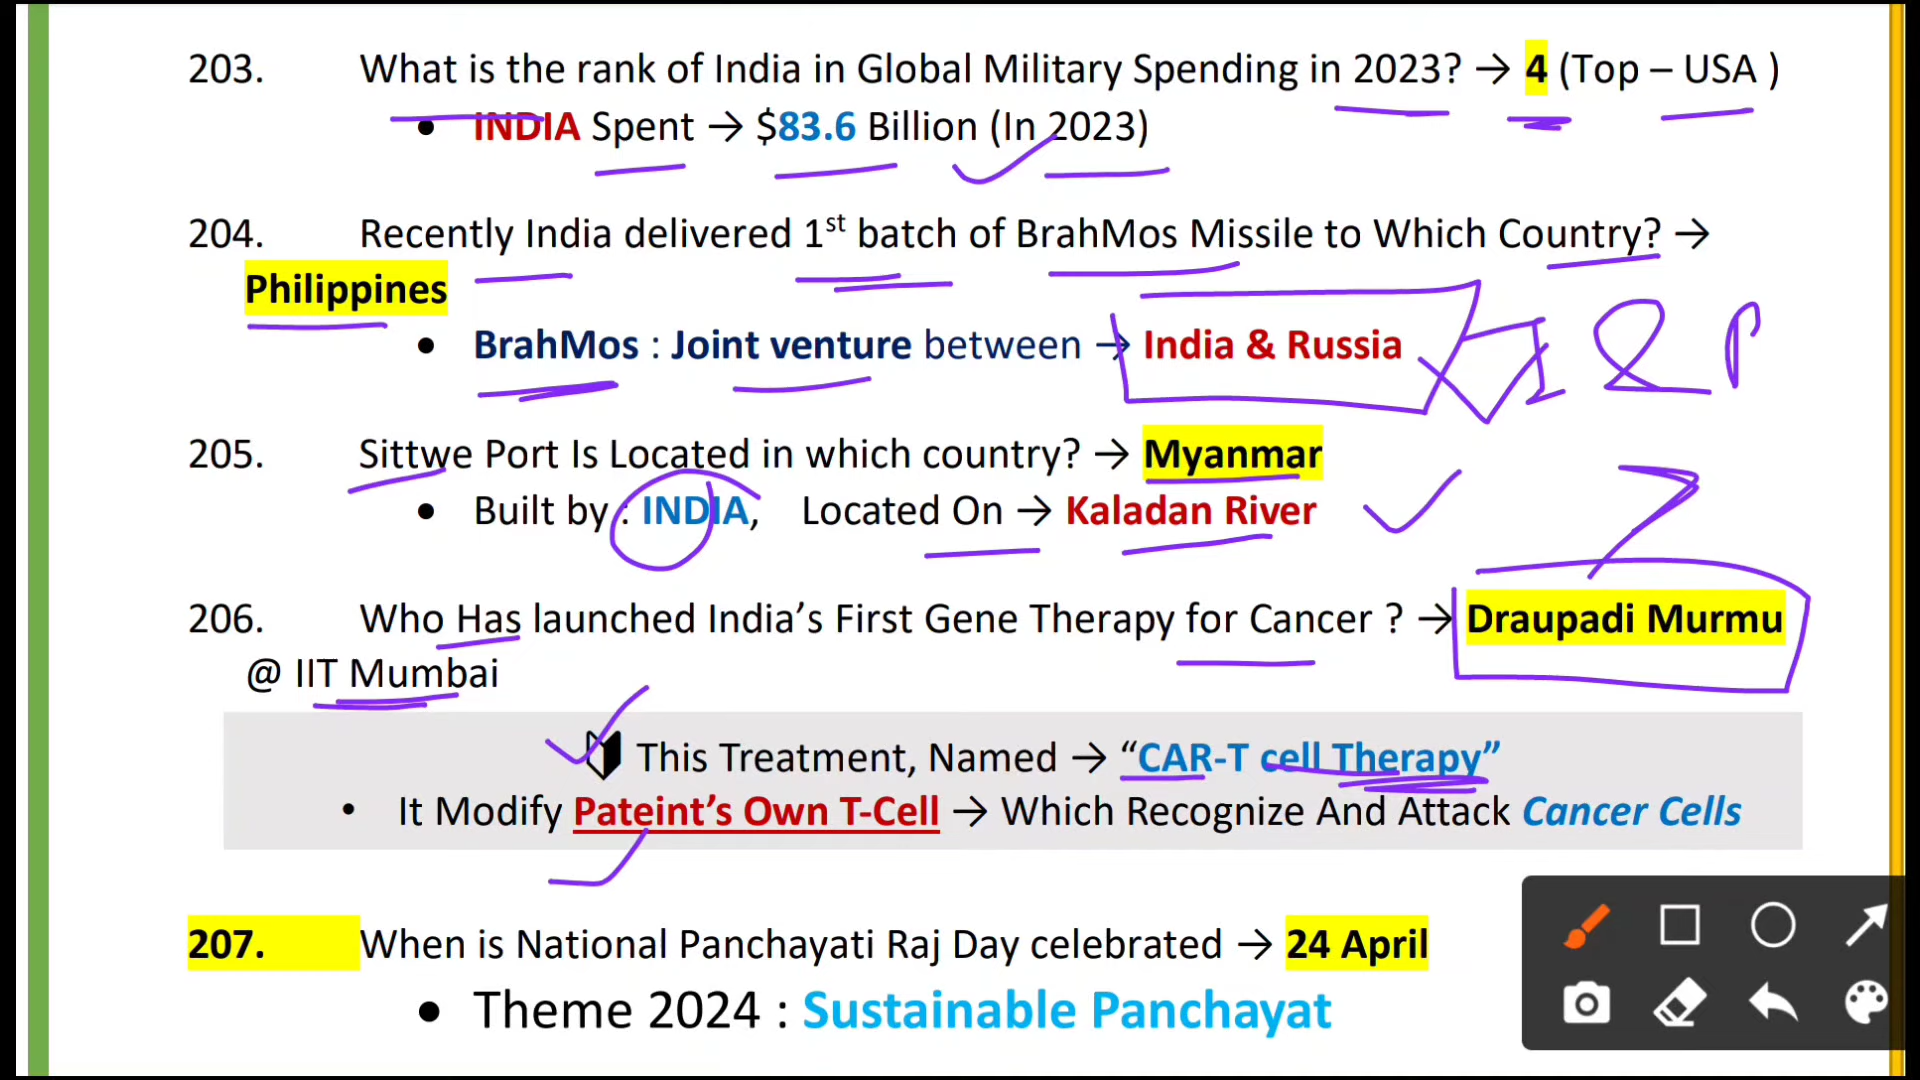 203. What is the rank of India in Global Military Spending in 2023? → 4 (Top – USA )
• INDIA Spent → $83.6 Billion (In 2023)
204. Recently India delivered 1st batch of BrahMos Missile to Which Country? →
Philippines
• BrahMos : Joint venture between → India & Russia I &
205. Sittwe Port Is Located in which country? → Myanmar
• Built by : INDIA, Located On → Kaladan River
206. Who Has launched India’s First Gene Therapy for Cancer ? → Draupadi Murmu
@ IIT Mumbai
This Treatment, Named → “CAR-T cell Therapy”
• It Modify Pateint’s Own T-Cell → Which Recognize And Attack Cancer Cells
207. When is National Panchayati Raj Day celebrated → 24 April
• Theme 2024 : Sustainable Panchayat